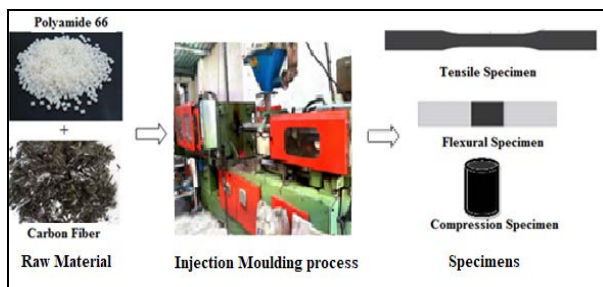 Polyamide 66
+
Carbon Fiber
Raw Material
Injection Moulding process
Tensile Specimen
Flexural Specimen
Compression Specimen
Specimens